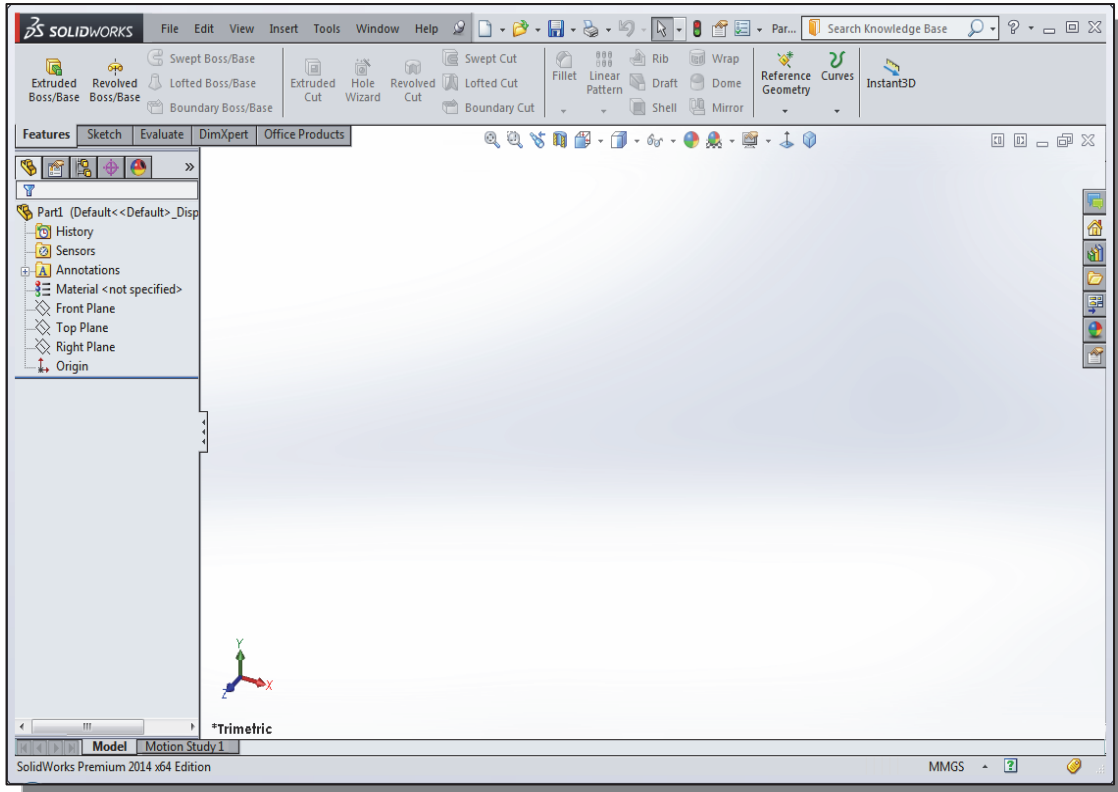 SOLIDWORKS File Edit View Insert Tools Window Help Par... Search Knowledge Base ?
Extruded Boss/Base
Revolved Boss/Base
Swept Boss/Base
Lofted Boss/Base
Boundary Boss/Base
Extruded Cut
Hole Wizard
Revolved Cut
Swept Cut
Lofted Cut
Boundary Cut
Fillet
Linear Pattern
Rib
Draft
Shell
Wrap
Dome
Mirror
Reference Geometry
Curves
Instant3D
Features Sketch Evaluate DimXpert Office Products
Part1 (Default<<Default>_Disp
History
Sensors
A Annotations
Material <not specified>
Front Plane
Top Plane
Right Plane
Origin
Y
X
Z
*Trimetric
Model Motion Study 1
SolidWorks Premium 2014 x64 Edition MMGS ?